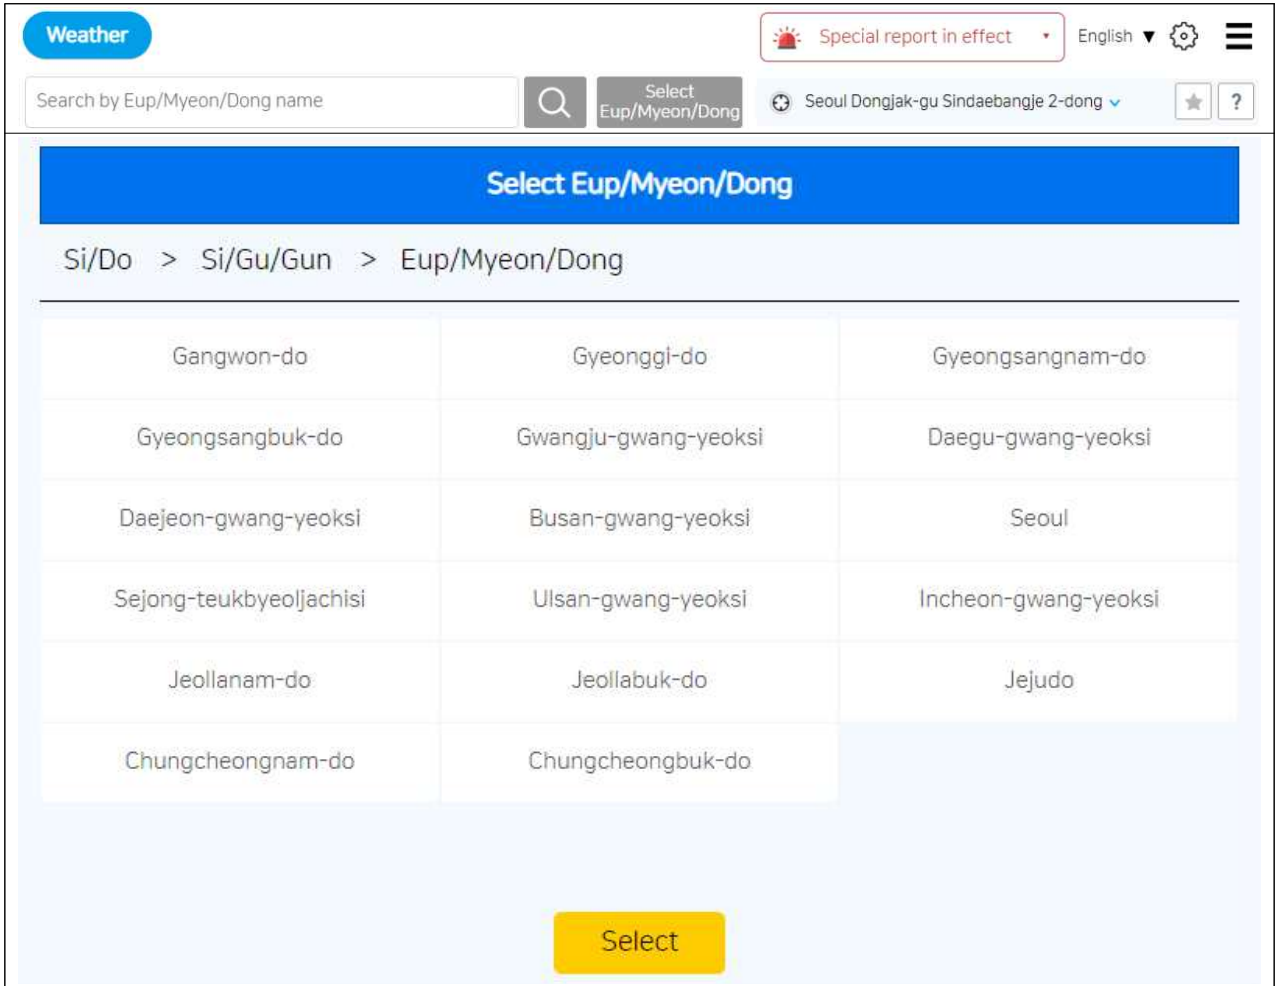 Weather
Special report in effect
English ▼
Search by Eup/Myeon/Dong name
Select
Eup/Myeon/Dong
Seoul Dongjak-gu Sindaebangje 2-dong
?
Select Eup/Myeon/Dong
Si/Do > Si/Gu/Gun > Eup/Myeon/Dong
Gangwon-do
Gyeonggi-do
Gyeongsangnam-do
Gyeongsangbuk-do
Gwangju-gwang-yeoksi
Daegu-gwang-yeoksi
Daejeon-gwang-yeoksi
Busan-gwang-yeoksi
Seoul
Sejong-teukbyeoljachisi
Ulsan-gwang-yeoksi
Incheon-gwang-yeoksi
Jeollanam-do
Jeollabuk-do
Jejudo
Chungcheongnam-do
Chungcheongbuk-do
Select